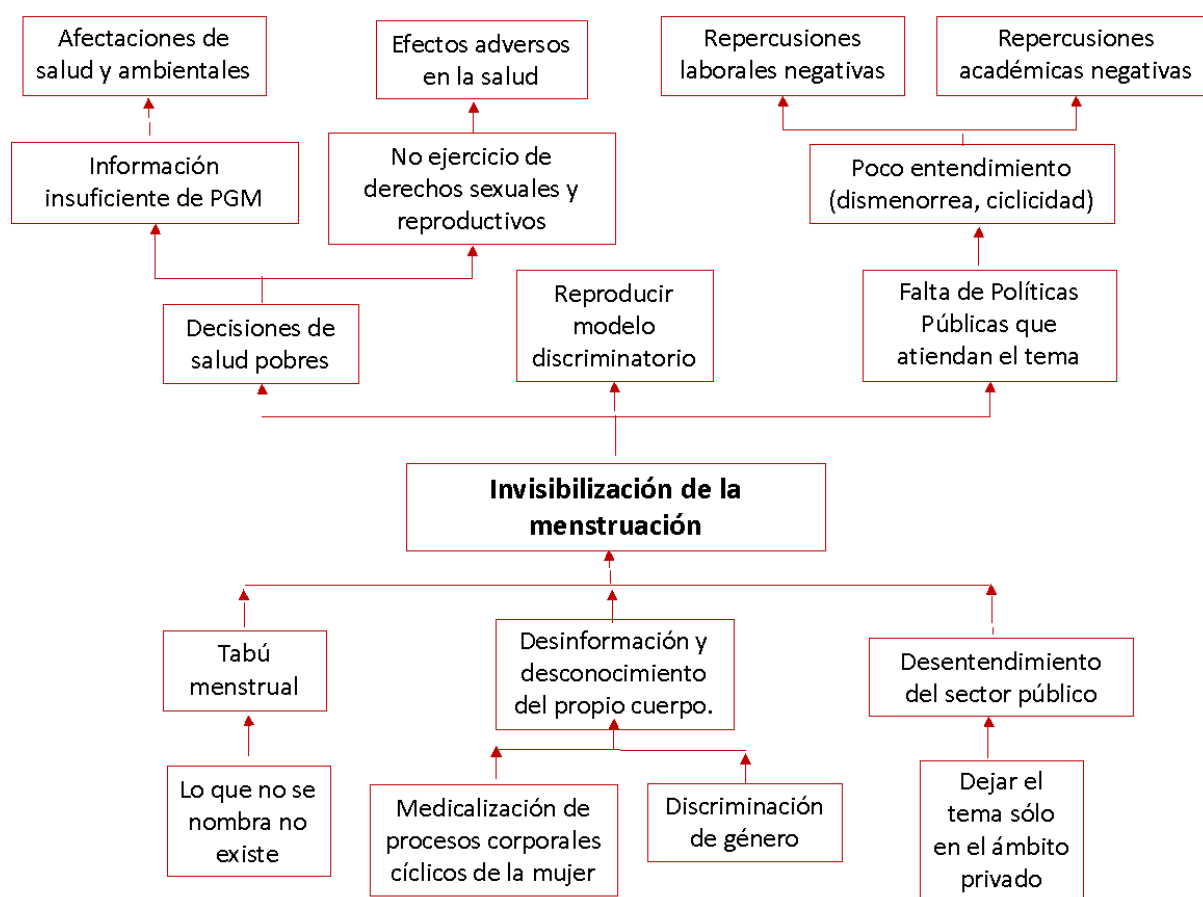 Afectaciones de
salud y ambientales
Efectos adversos
en la salud
Repercusiones
laborales negativas
Repercusiones
académicas negativas
Información
insuficiente de PGM
No ejercicio de
derechos sexuales y
reproductivos
Poco entendimiento
(dismenorrea, ciclicidad)
Decisiones de
salud pobres
Reproducir
modelo
discriminatorio
Falta de Políticas
Públicas que
atiendan el tema
Invisibilización de la
menstruación
Tabú
menstrual
Desinformación y
desconocimiento
del propio cuerpo.
Desentendimiento
del sector público
Lo que no se
nombra no
existe
Medicalización de
procesos corporales
cíclicos de la mujer
Discriminación
de género
Dejar el
tema sólo
en el ámbito
privado